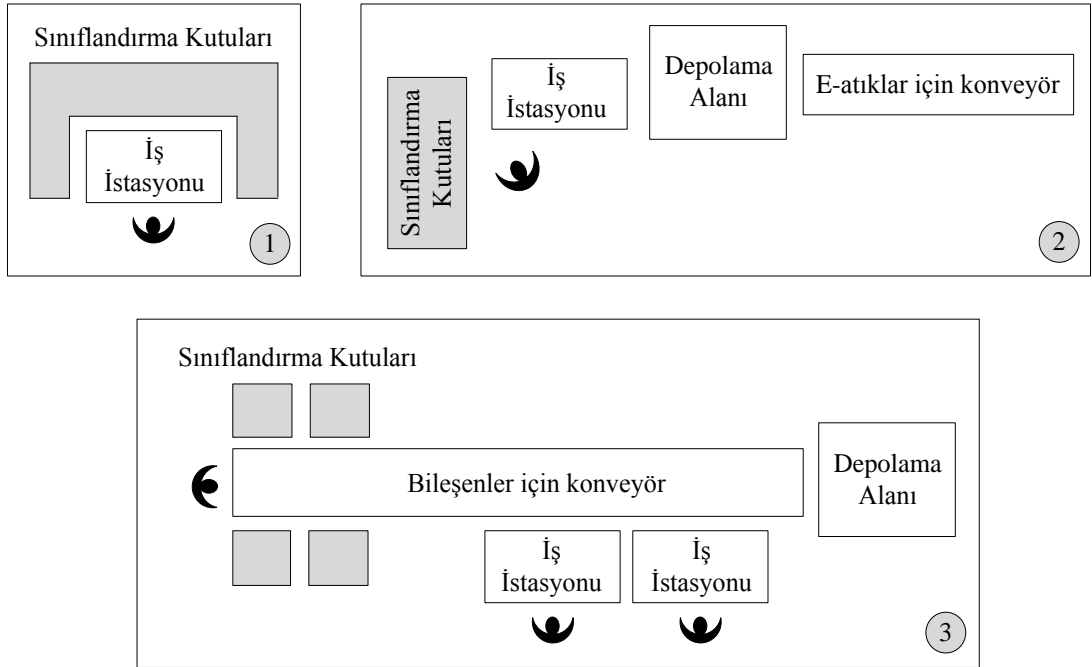 Sınıflandırma Kutuları
İş
İstasyonu
1
Sınıflandırma
Kutuları
İş
İstasyonu
Depolama
Alanı
E-atıklar için konveyör
2
Sınıflandırma Kutuları
Bileşenler için konveyör
Depolama
Alanı
İş
İstasyonu
İş
İstasyonu
3